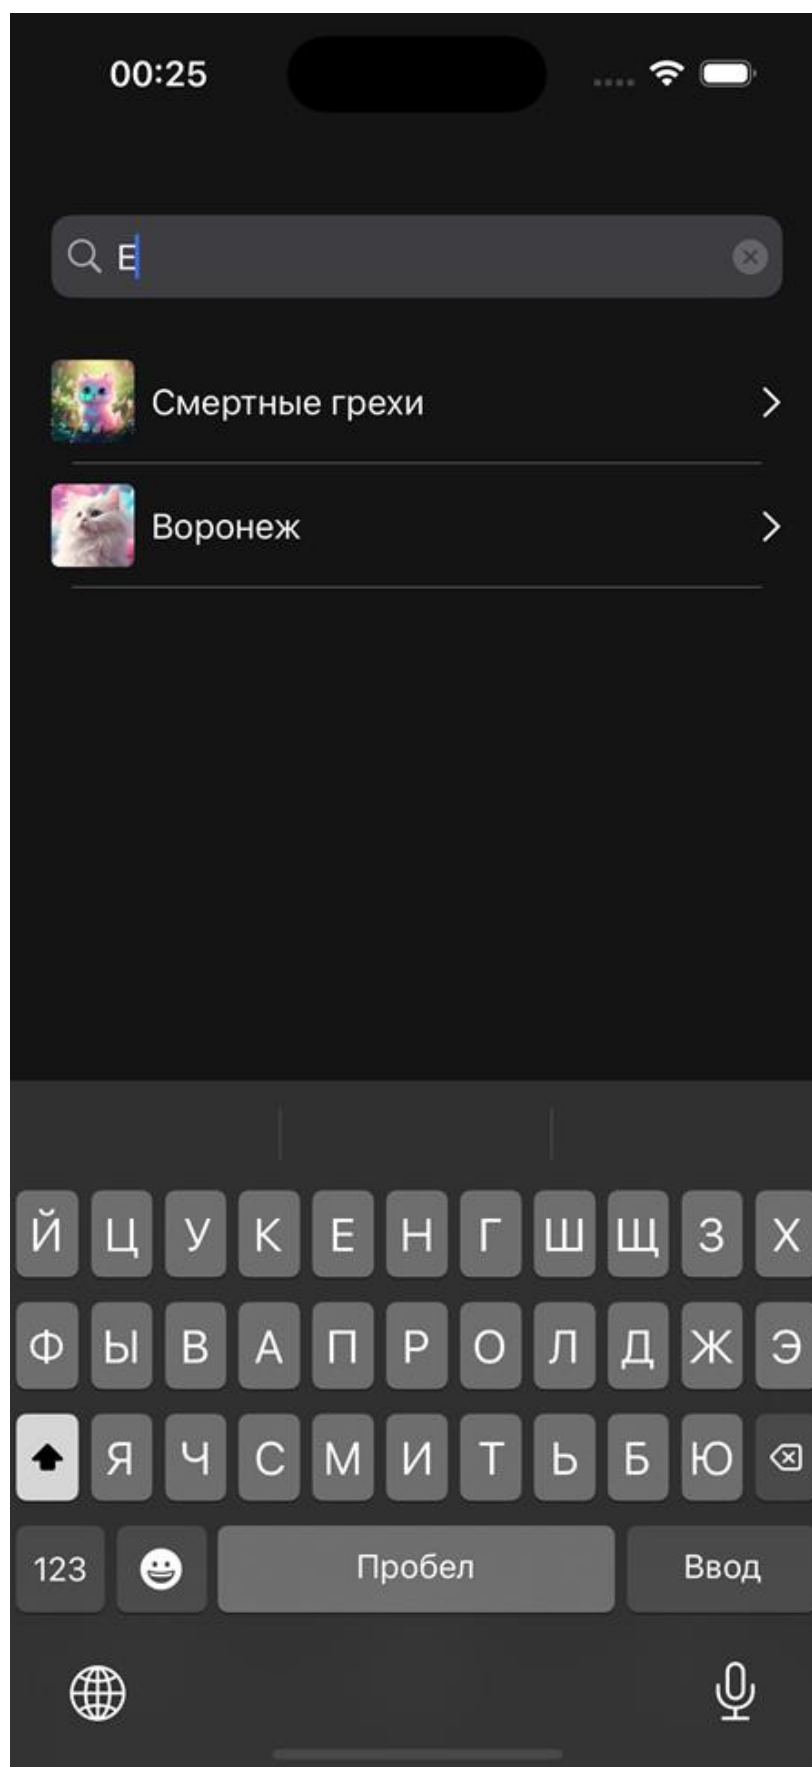 00:25
Е
Смертные грехи
Воронеж
Й Ц У К Е Н Г Ш Щ З Х
Ф Ы В А П Р О Л Д Ж Э
Я Ч С М И Т Ь Б Ю
123 Пробел Ввод